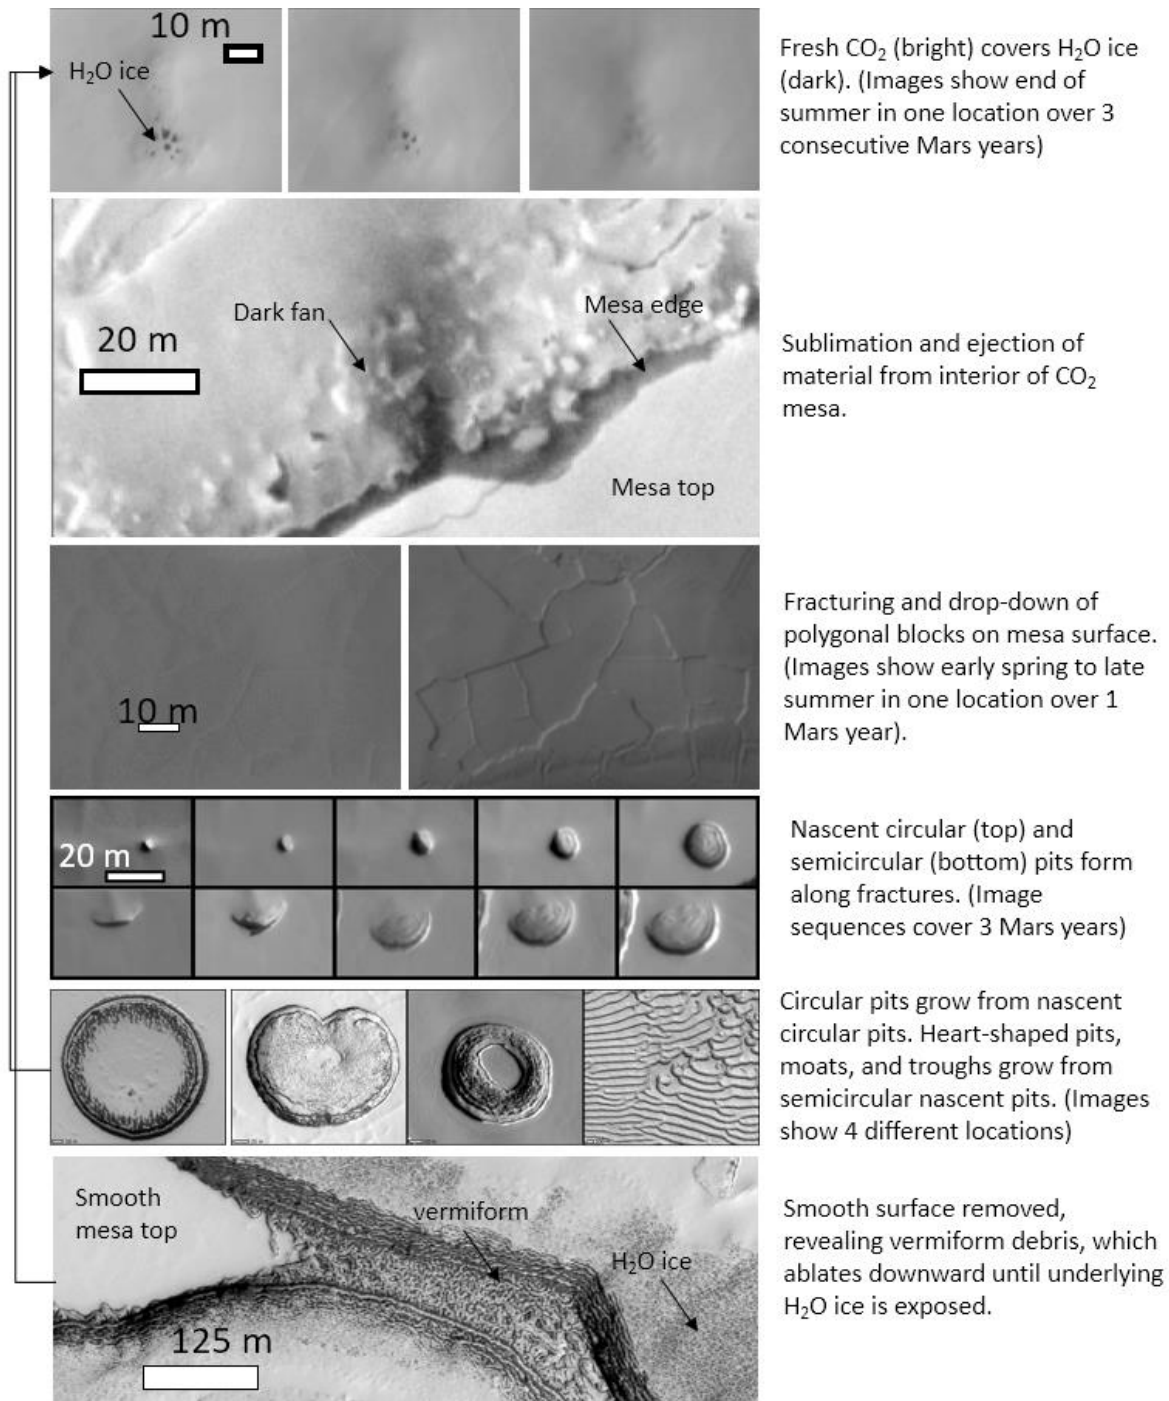 10 m
H₂O ice
Fresh CO₂ (bright) covers H₂O ice
(dark). (Images show end of
summer in one location over 3
consecutive Mars years)
Dark fan
Mesa edge
20 m
Mesa top
Sublimation and ejection of
material from interior of CO₂
mesa.
10 m
Fracturing and drop-down of
polygonal blocks on mesa surface.
(Images show early spring to late
summer in one location over 1
Mars year).
20 m
Nascent circular (top) and
semicircular (bottom) pits form
along fractures. (Image
sequences cover 3 Mars years)
Circular pits grow from nascent
circular pits. Heart-shaped pits,
moats, and troughs grow from
semicircular nascent pits. (Images
show 4 different locations)
Smooth
mesa top
vermiform
H₂O ice
125 m
Smooth surface removed,
revealing vermiform debris, which
ablates downward until underlying
H₂O ice is exposed.